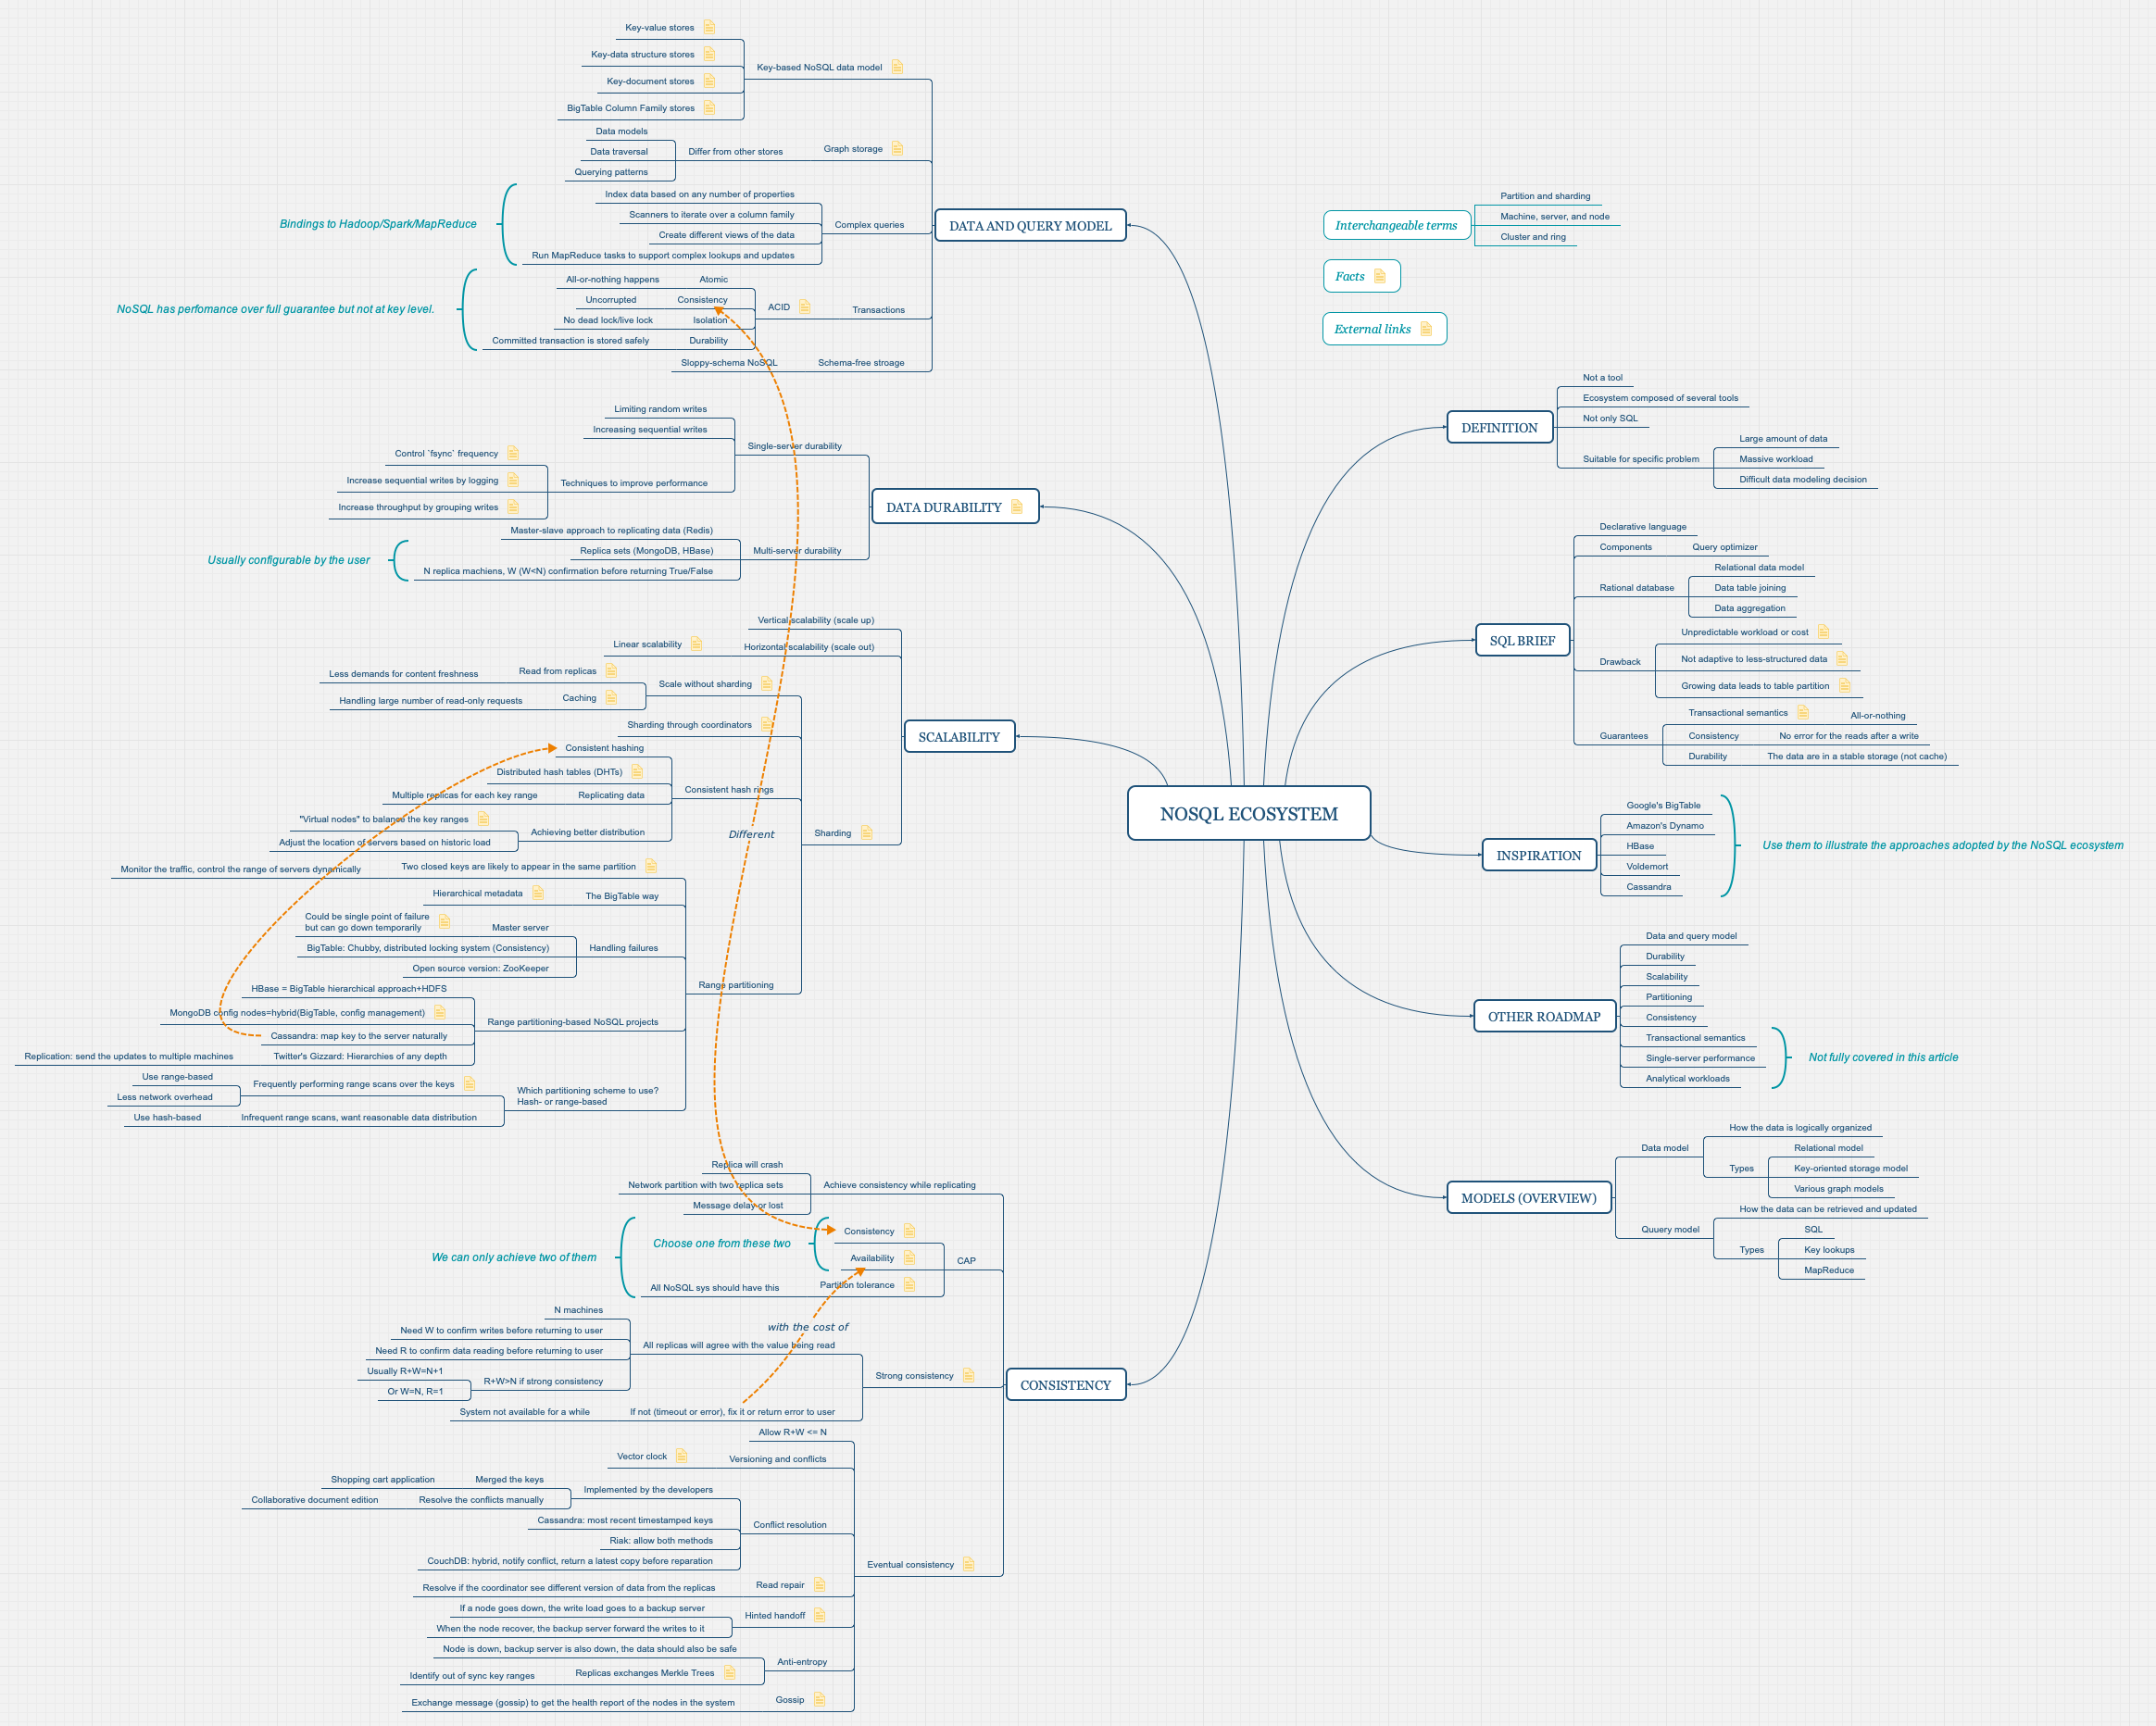 NOSQL ECOSYSTEM
DATA AND QUERY MODEL
Key-based NoSQL data model
Key-value stores
Key-data structure stores
Key-document stores
BigTable Column Family stores
Graph storage
Differ from other stores
Data models
Data traversal
Querying patterns
Complex queries
Index data based on any number of properties
Scanners to iterate over a column family
Create different views of the data
Run MapReduce tasks to support complex lookups and updates
Bindings to Hadoop/Spark/MapReduce
Transactions
ACID
Atomic
All-or-nothing happens
Consistency
Uncorrupted
Isolation
No dead lock/live lock
Durability
Committed transaction is stored safely
NoSQL has perfomance over full guarantee but not at key level.
Schema-free stroage
Sloppy-schema NoSQL
DATA DURABILITY
Single-server durability
Limiting random writes
Increasing sequential writes
Techniques to improve performance
Control `fsync` frequency
Increase sequential writes by logging
Increase throughput by grouping writes
Multi-server durability
Master-slave approach to replicating data (Redis)
Replica sets (MongoDB, HBase)
N replica machiens, W (W<N) confirmation before returning True/False
Usually configurable by the user
SCALABILITY
Vertical scalability (scale up)
Horizontal scalability (scale out)
Linear scalability
Sharding
Scale without sharding
Read from replicas
Less demands for content freshness
Caching
Handling large number of read-only requests
Sharding through coordinators
Consistent hash rings
Consistent hashing
Distributed hash tables (DHTs)
Replicating data
Multiple replicas for each key range
Achieving better distribution
"Virtual nodes" to balance the key ranges
Adjust the location of servers based on historic load
Different
Range partitioning
Two closed keys are likely to appear in the same partition
Monitor the traffic, control the range of servers dynamically
The BigTable way
Hierarchical metadata
Handling failures
Master server
Could be single point of failure
but can go down temporarily
BigTable: Chubby, distributed locking system (Consistency)
Open source version: ZooKeeper
Range partitioning-based NoSQL projects
HBase = BigTable hierarchical approach+HDFS
MongoDB config nodes=hybrid(BigTable, config management)
Cassandra: map key to the server naturally
Twitter's Gizzard: Hierarchies of any depth
Replication: send the updates to multiple machines
Which partitioning scheme to use?
Hash- or range-based
Frequently performing range scans over the keys
Use range-based
Less network overhead
Infrequent range scans, want reasonable data distribution
Use hash-based
CONSISTENCY
Achieve consistency while replicating
Replica will crash
Network partition with two replica sets
Message delay or lost
CAP
Consistency
Availability
Choose one from these two
Partition tolerance
All NoSQL sys should have this
We can only achieve two of them
with the cost of
Strong consistency
All replicas will agree with the value being read
N machines
Need W to confirm writes before returning to user
Need R to confirm data reading before returning to user
R+W>N if strong consistency
Usually R+W=N+1
Or W=N, R=1
If not (timeout or error), fix it or return error to user
System not available for a while
Eventual consistency
Allow R+W <= N
Versioning and conflicts
Vector clock
Conflict resolution
Implemented by the developers
Merged the keys
Shopping cart application
Resolve the conflicts manually
Collaborative document edition
Cassandra: most recent timestamped keys
Riak: allow both methods
CouchDB: hybrid, notify conflict, return a latest copy before reparation
Read repair
Resolve if the coordinator see different version of data from the replicas
Hinted handoff
If a node goes down, the write load goes to a backup server
When the node recover, the backup server forward the writes to it
Anti-entropy
Node is down, backup server is also down, the data should also be safe
Replicas exchanges Merkle Trees
Identify out of sync key ranges
Gossip
Exchange message (gossip) to get the health report of the nodes in the system
Interchangeable terms
Partition and sharding
Machine, server, and node
Cluster and ring
Facts
External links
DEFINITION
Not a tool
Ecosystem composed of several tools
Not only SQL
Suitable for specific problem
Large amount of data
Massive workload
Difficult data modeling decision
SQL BRIEF
Declarative language
Components
Query optimizer
Rational database
Relational data model
Data table joining
Data aggregation
Drawback
Unpredictable workload or cost
Not adaptive to less-structured data
Growing data leads to table partition
Guarantees
Transactional semantics
All-or-nothing
Consistency
No error for the reads after a write
Durability
The data are in a stable storage (not cache)
INSPIRATION
Google's BigTable
Amazon's Dynamo
HBase
Voldemort
Cassandra
Use them to illustrate the approaches adopted by the NoSQL ecosystem
OTHER ROADMAP
Data and query model
Durability
Scalability
Partitioning
Consistency
Transactional semantics
Single-server performance
Analytical workloads
Not fully covered in this article
MODELS (OVERVIEW)
Data model
How the data is logically organized
Types
Relational model
Key-oriented storage model
Various graph models
Quuery model
How the data can be retrieved and updated
Types
SQL
Key lookups
MapReduce